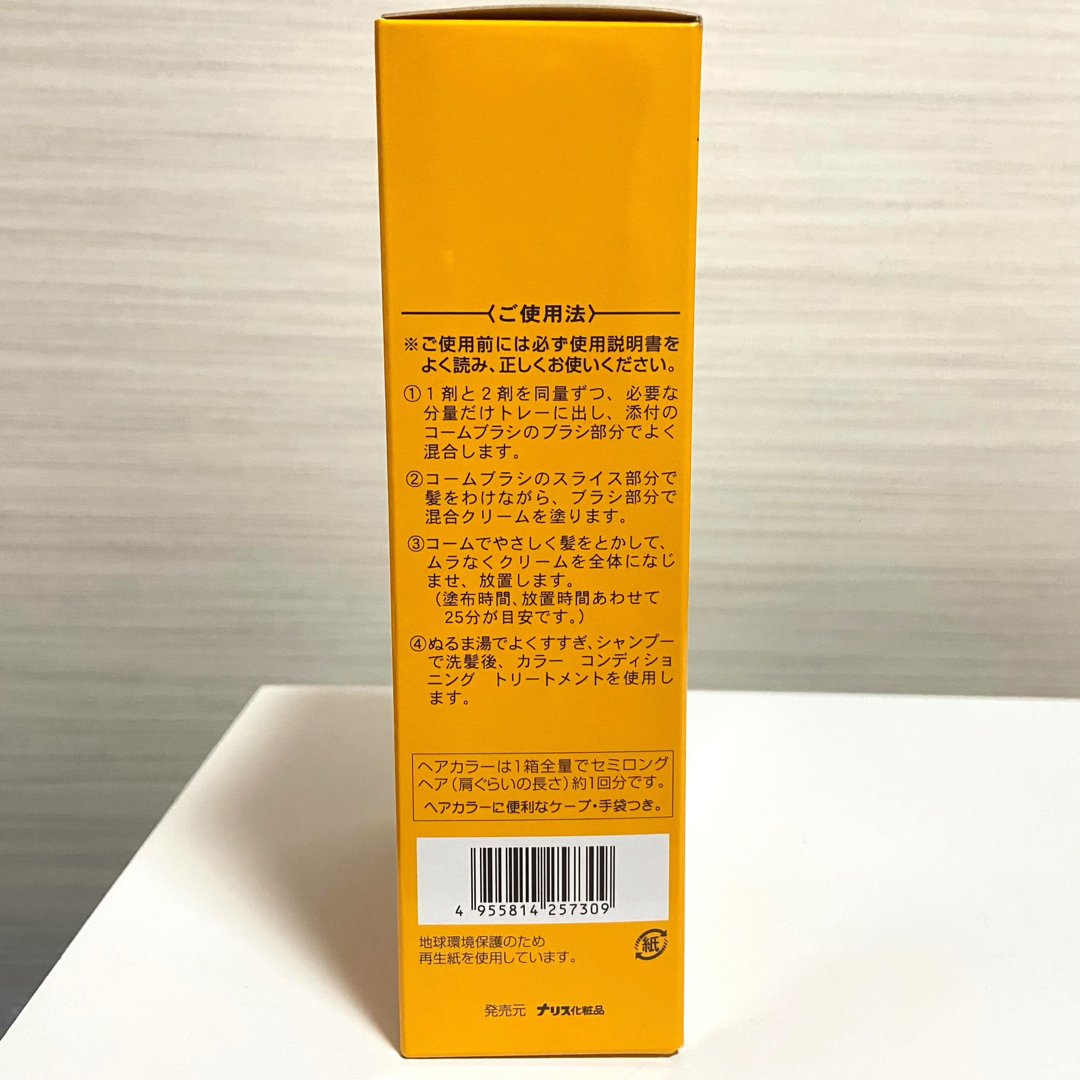 〈ご使用法〉
※ご使用前には必ず使用説明書を
よく読み、正しくお使いください。
①１剤と２剤を同量ずつ、必要な
分量だけトレーに出し、添付の
コームブラシのブラシ部分でよく
混合します。
②コームブラシのスライス部分で
髪をわけながら、ブラシ部分で
混合クリームを塗ります。
③コームでやさしく髪をとかして、
ムラなくクリームを全体になじ
ませ、放置します。
（塗布時間、放置時間あわせて
25分が目安です。）
④ぬるま湯でよくすすぎ、シャンプー
で洗髪後、カラー　コンディショ
ニング　トリートメントを使用し
ます。
ヘアカラーは1箱全量でセミロング
ヘア（肩ぐらいの長さ）約1回分です。
ヘアカラーに便利なケープ・手袋つき。
4 955814 257309
地球環境保護のため
再生紙を使用しています。
紙
発売元 ナリス化粧品